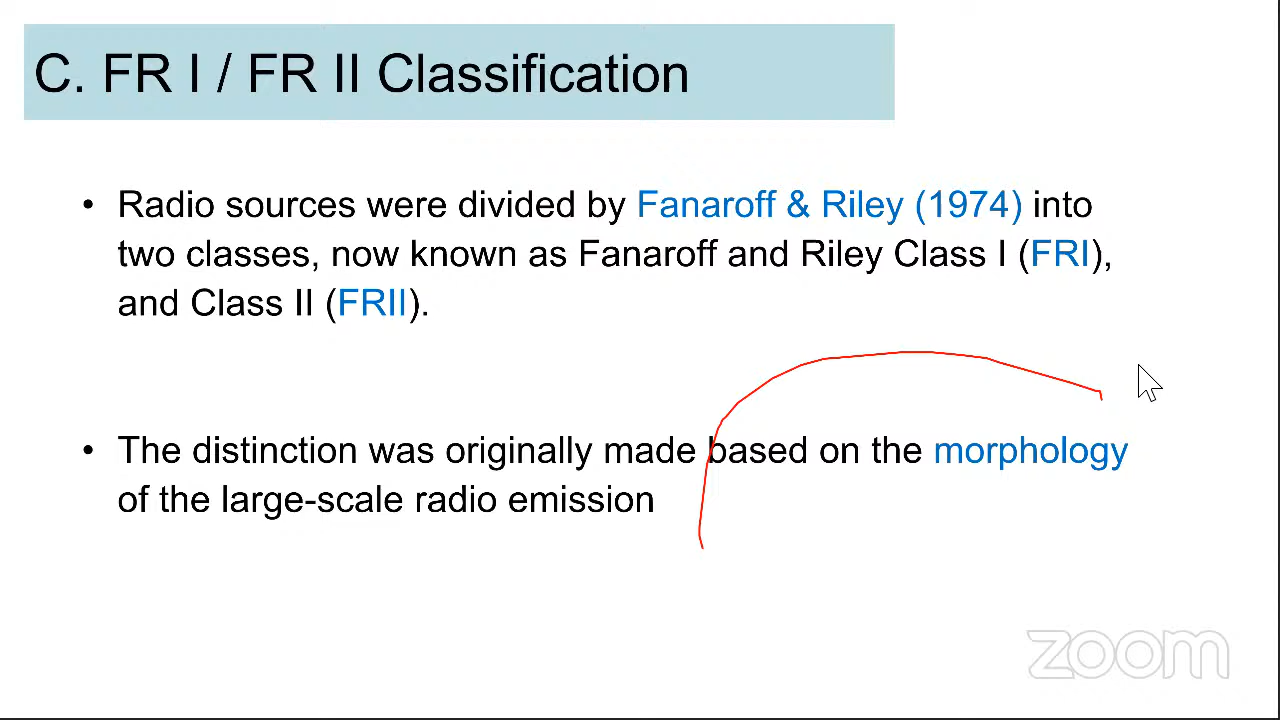 C. FR I / FR II Classification
• Radio sources were divided by Fanaroff & Riley (1974) into
two classes, now known as Fanaroff and Riley Class I (FRI),
and Class II (FRII).
• The distinction was originally made based on the morphology
of the large-scale radio emission
zoom